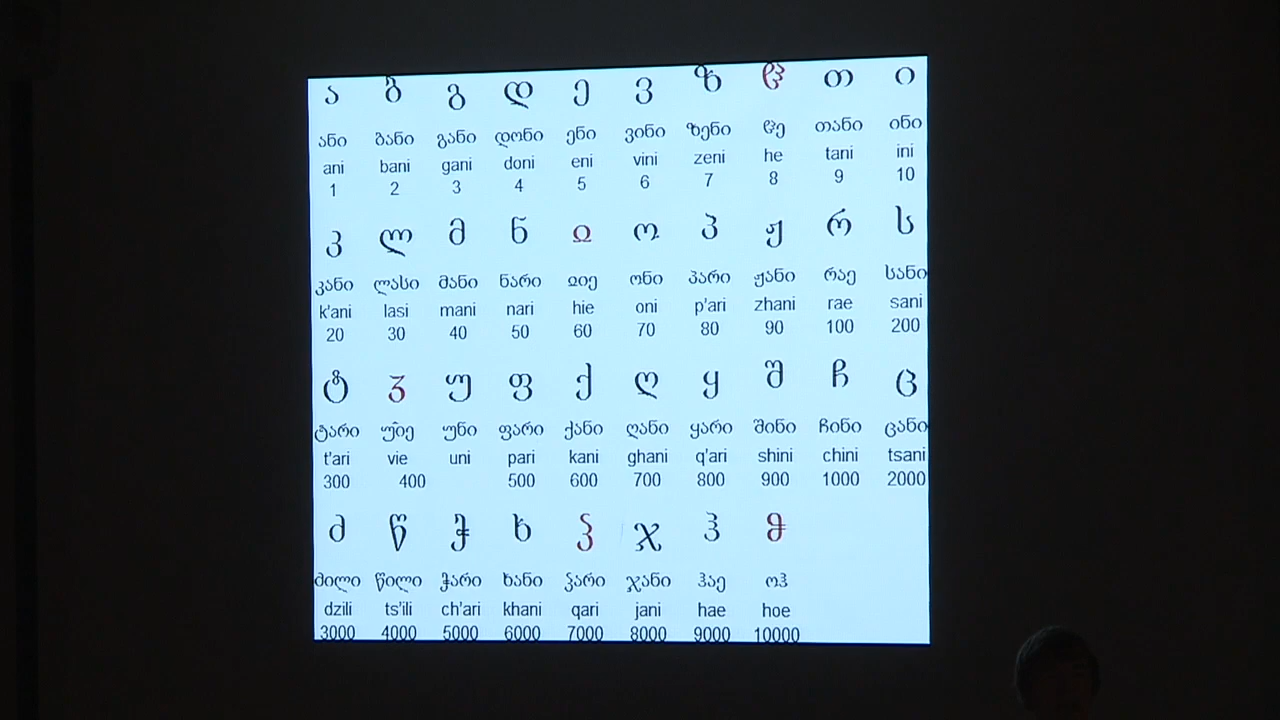 ა ბ გ დ ე ვ ზ ჱ თ ი
ანი ბანი განი დონი ენი ვინი ზენი ჱე თანი ინი
ani bani gani doni eni vini zeni he tani ini
1 2 3 4 5 6 7 8 9 10
კ ლ მ ნ ჲ ო პ ჟ რ ს
კანი ლასი მანი ნარი ჲიე ონი პარი ჟანი რაე სანი
k'ani lasi mani nari hie oni p'ari zhani rae sani
20 30 40 50 60 70 80 90 100 200
ტ ჳ უ ფ ქ ღ ყ შ ჩ ც
ტარი უ̂იე უნი ფარი ქანი ღანი ყარი შინი ჩინი ცანი
t'ari vie uni pari kani ghani q'ari shini chini tsani
300 400 500 600 700 800 900 1000 2000
ძ წ ჭ ხ ჴ ჯ ჰ ჵ
ძილი წილი ჭარი ხანი ჴარი ჯანი ჰაე ოჰ
dzili ts'ili ch'ari khani qari jani hae hoe
3000 4000 5000 6000 7000 8000 9000 10000